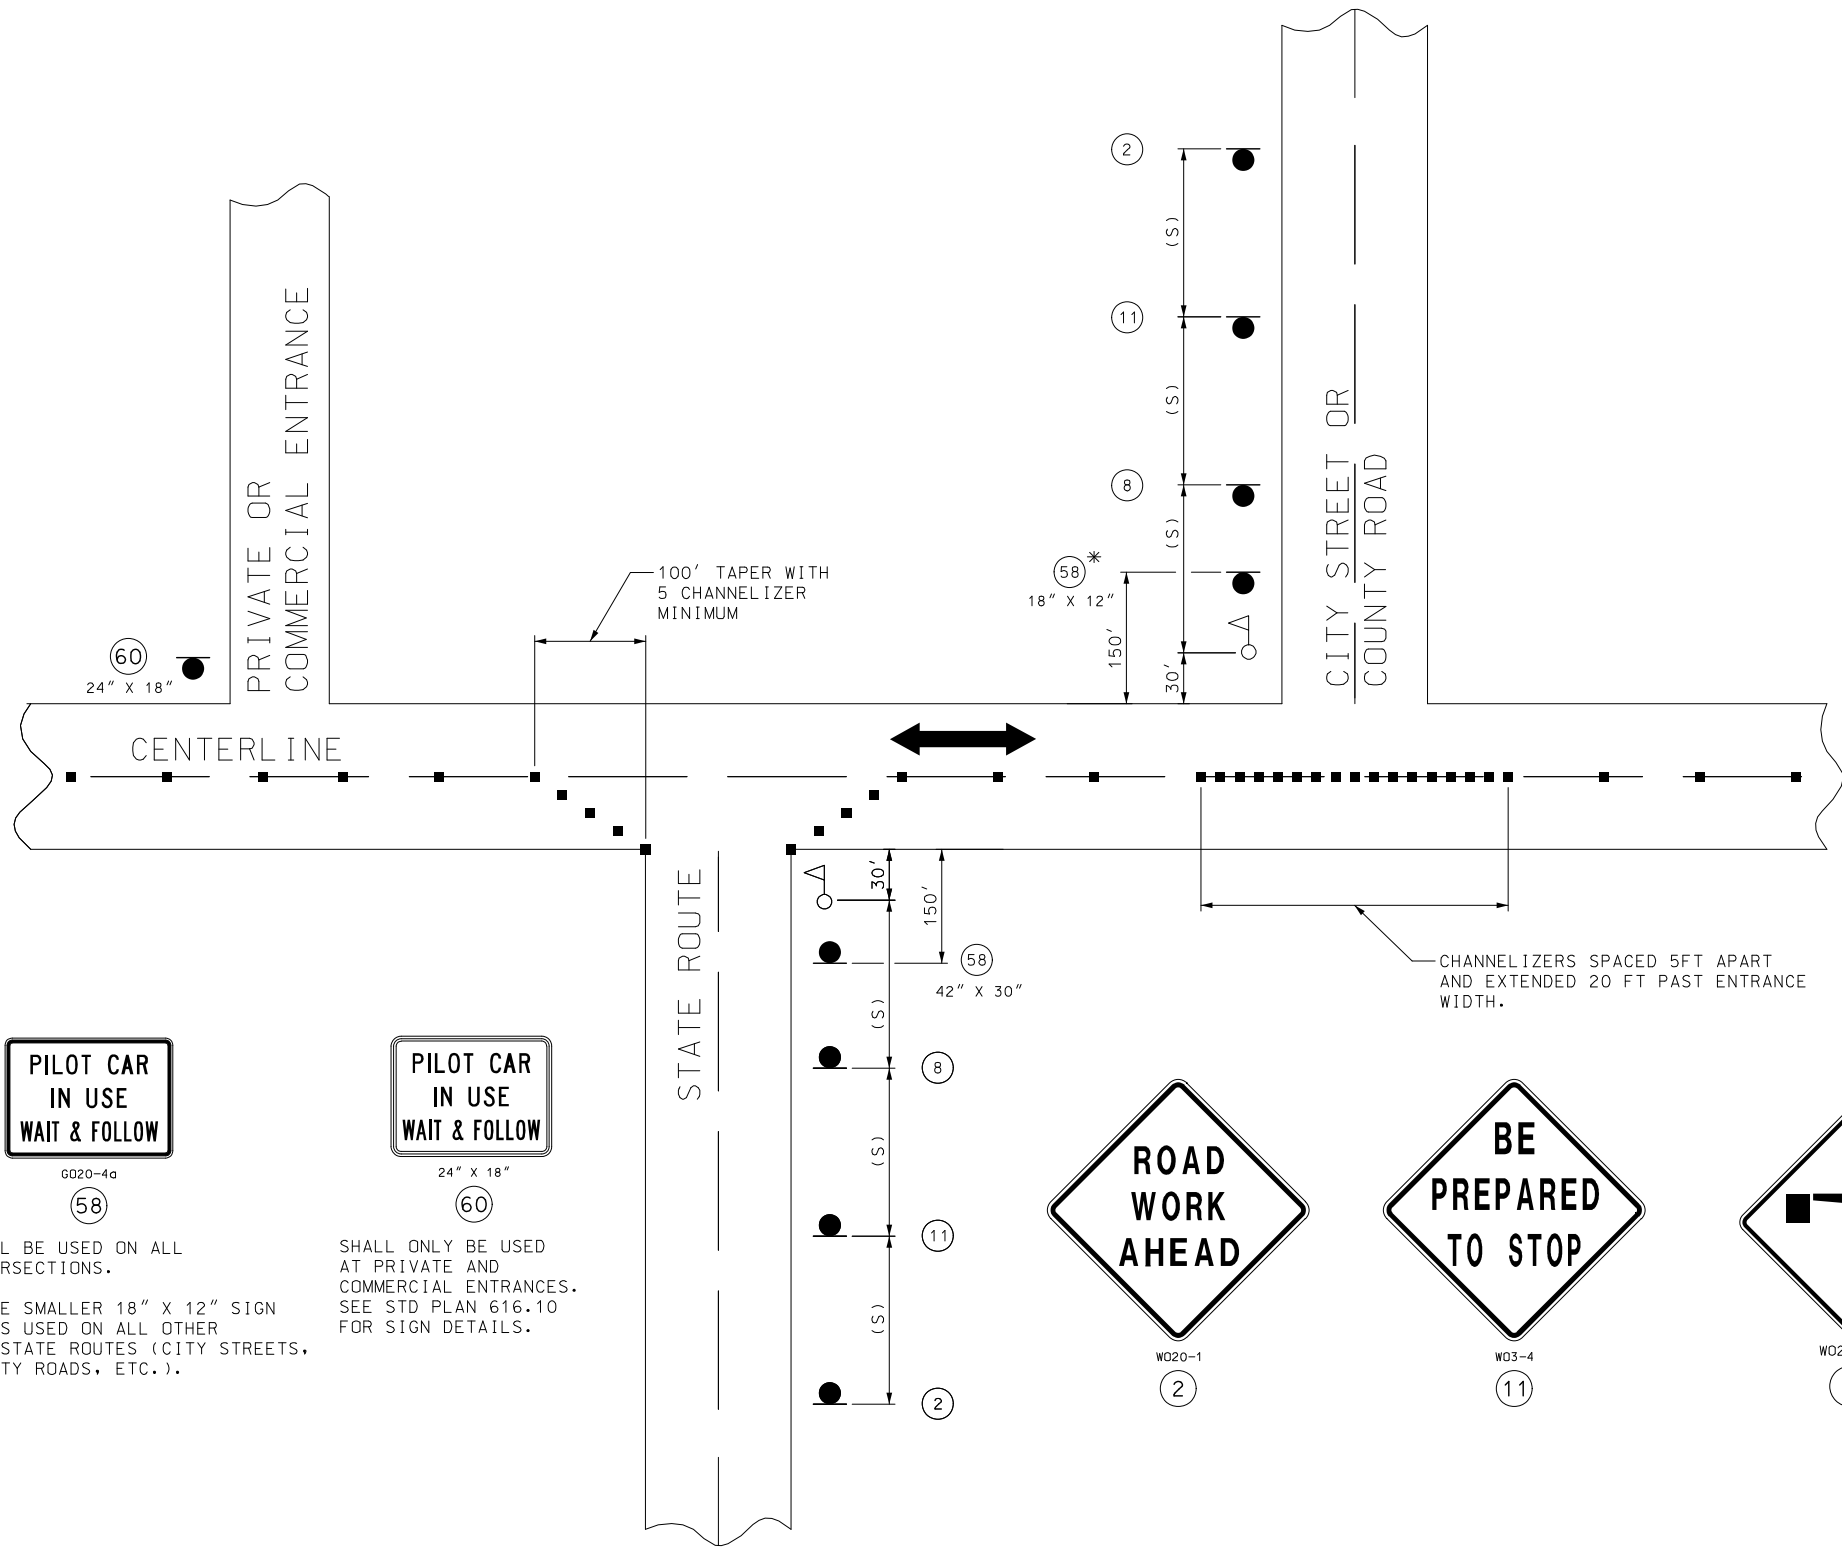 2
(S)
11
(S)
8
(S)
58 *
18" X 12"
150'
30'
CITY STREET OR
COUNTY ROAD
PRIVATE OR
COMMERCIAL ENTRANCE
60
24" X 18"
100' TAPER WITH
5 CHANNELIZER
MINIMUM
CENTERLINE
STATE ROUTE
30'
150'
58
42" X 30"
(S)
8
(S)
11
(S)
2
CHANNELIZERS SPACED 5FT APART
AND EXTENDED 20 FT PAST ENTRANCE
WIDTH.
PILOT CAR
IN USE
WAIT & FOLLOW
GO20-4a
58
L BE USED ON ALL
RSECTIONS.
E SMALLER 18" X 12" SIGN
S USED ON ALL OTHER
STATE ROUTES (CITY STREETS,
TY ROADS, ETC.).
PILOT CAR
IN USE
WAIT & FOLLOW
24" X 18"
60
SHALL ONLY BE USED
AT PRIVATE AND
COMMERCIAL ENTRANCES.
SEE STD PLAN 616.10
FOR SIGN DETAILS.
ROAD
WORK
AHEAD
WO20-1
2
BE
PREPARED
TO STOP
WO3-4
11
WO2